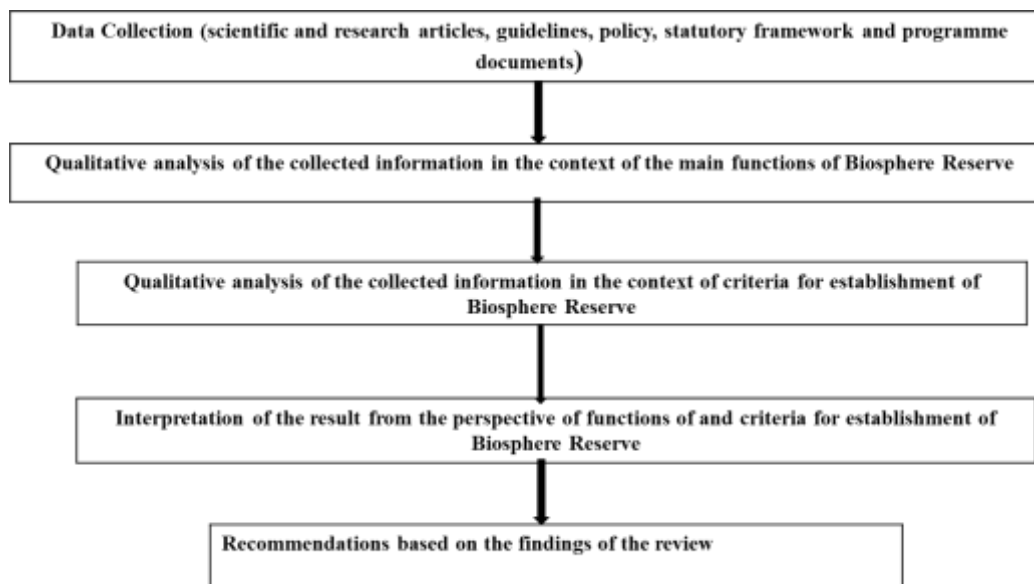 Data Collection (scientific and research articles, guidelines, policy, statutory framework and programme
documents)
Qualitative analysis of the collected information in the context of the main functions of Biosphere Reserve
Qualitative analysis of the collected information in the context of criteria for establishment of
Biosphere Reserve
Interpretation of the result from the perspective of functions of and criteria for establishment of
Biosphere Reserve
Recommendations based on the findings of the review